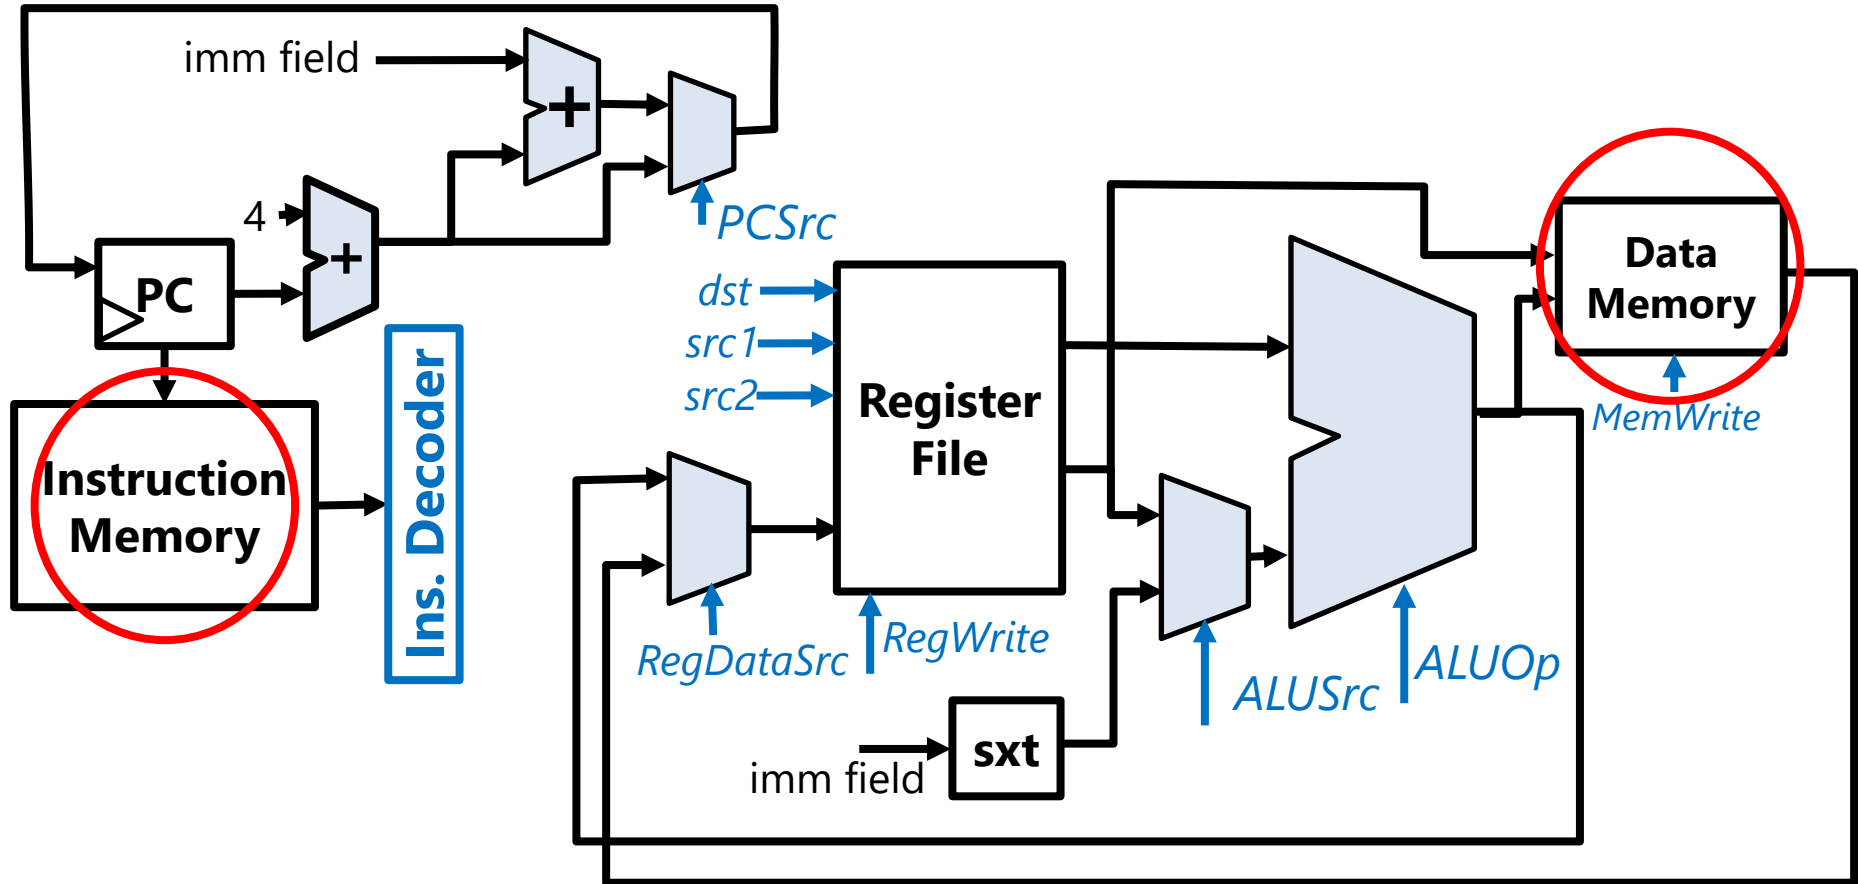 imm field
+
4
+
PCSrc
PC
dst
src1
src2
Register
File
Data
Memory
MemWrite
Instruction
Memory
Ins. Decoder
RegDataSrc
RegWrite
ALUSrc
ALUOp
sxt
imm field